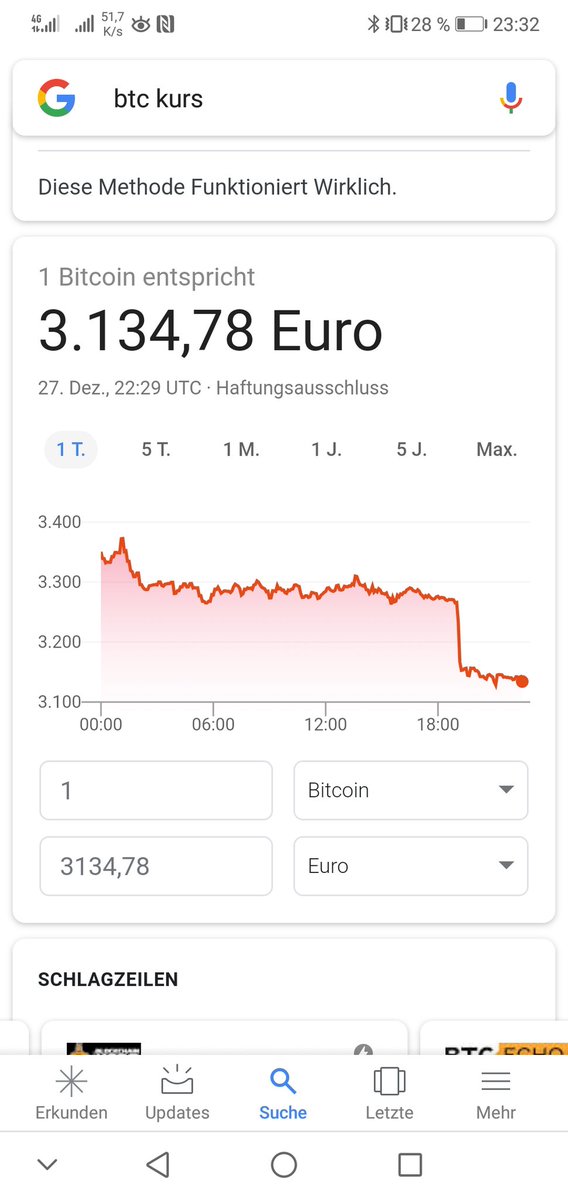 4G 51,7 K/s 28 % 23:32
btc kurs
Diese Methode Funktioniert Wirklich.
1 Bitcoin entspricht
3.134,78 Euro
27. Dez., 22:29 UTC · Haftungsausschluss
1 T. 5 T. 1 M. 1 J. 5 J. Max.
3.400
3.300
3.200
3.100
00:00 06:00 12:00 18:00
1 Bitcoin
3134,78 Euro
SCHLAGZEILEN
BTC ECHO
Erkunden Updates Suche Letzte Mehr